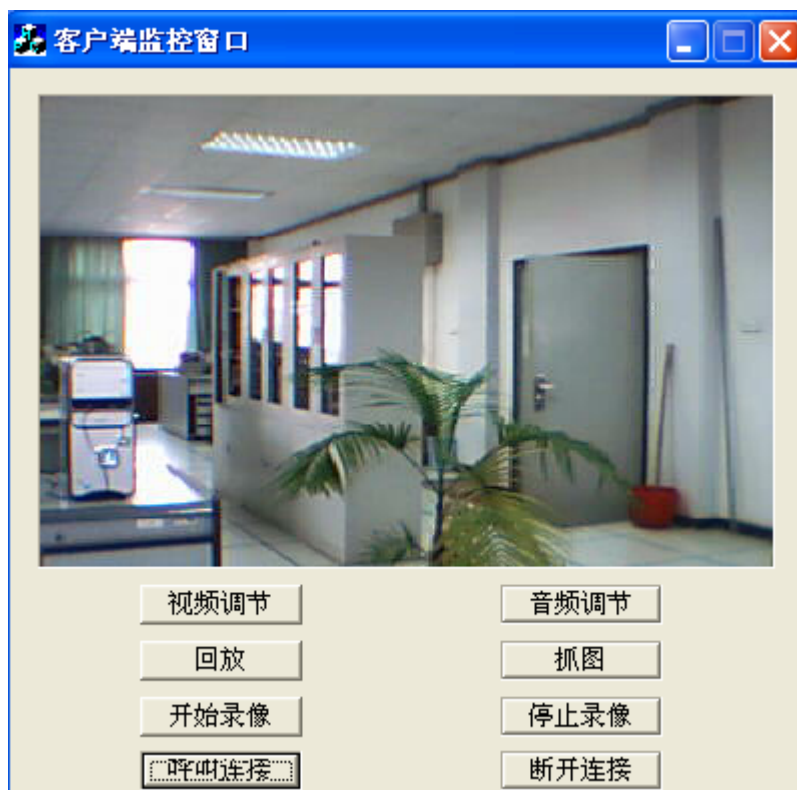 客户端监控窗口
视频调节
音频调节
回放
抓图
开始录像
停止录像
呼叫连接
断开连接